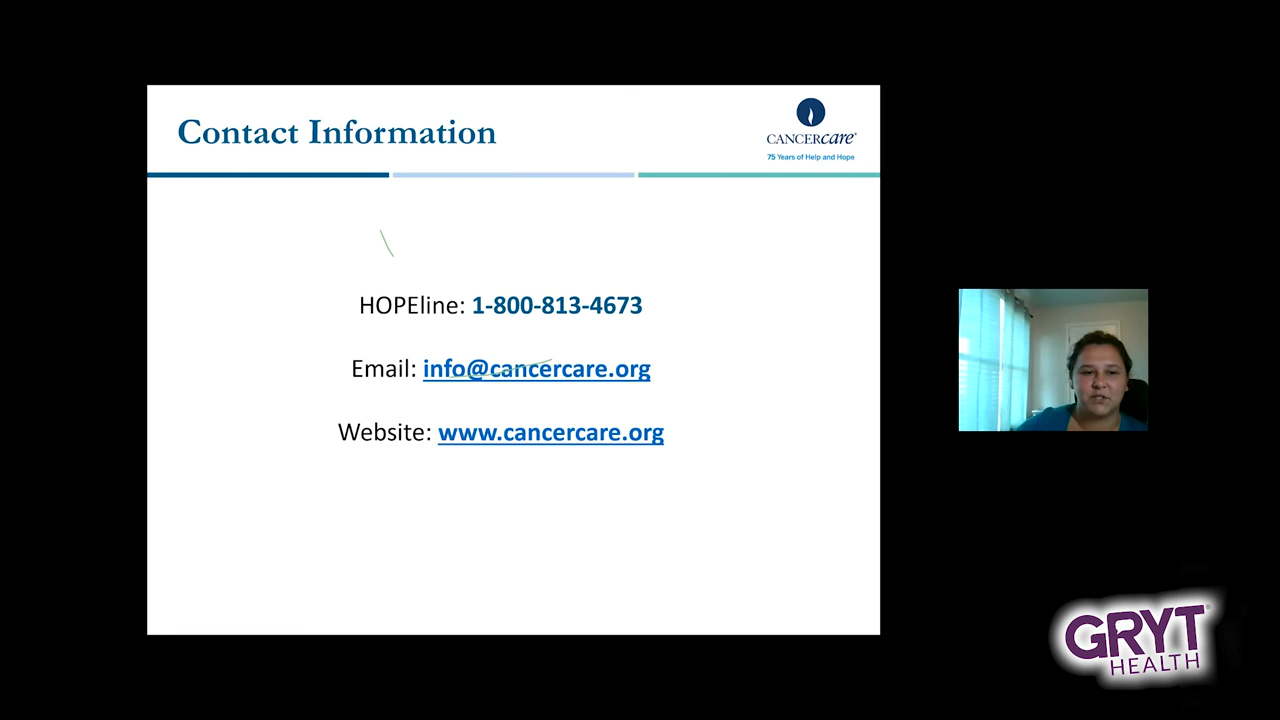 Contact Information
CANCERcare®
75 Years of Help and Hope
HOPEline: 1-800-813-4673
Email: info@cancercare.org
Website: www.cancercare.org
GRYT
HEALTH